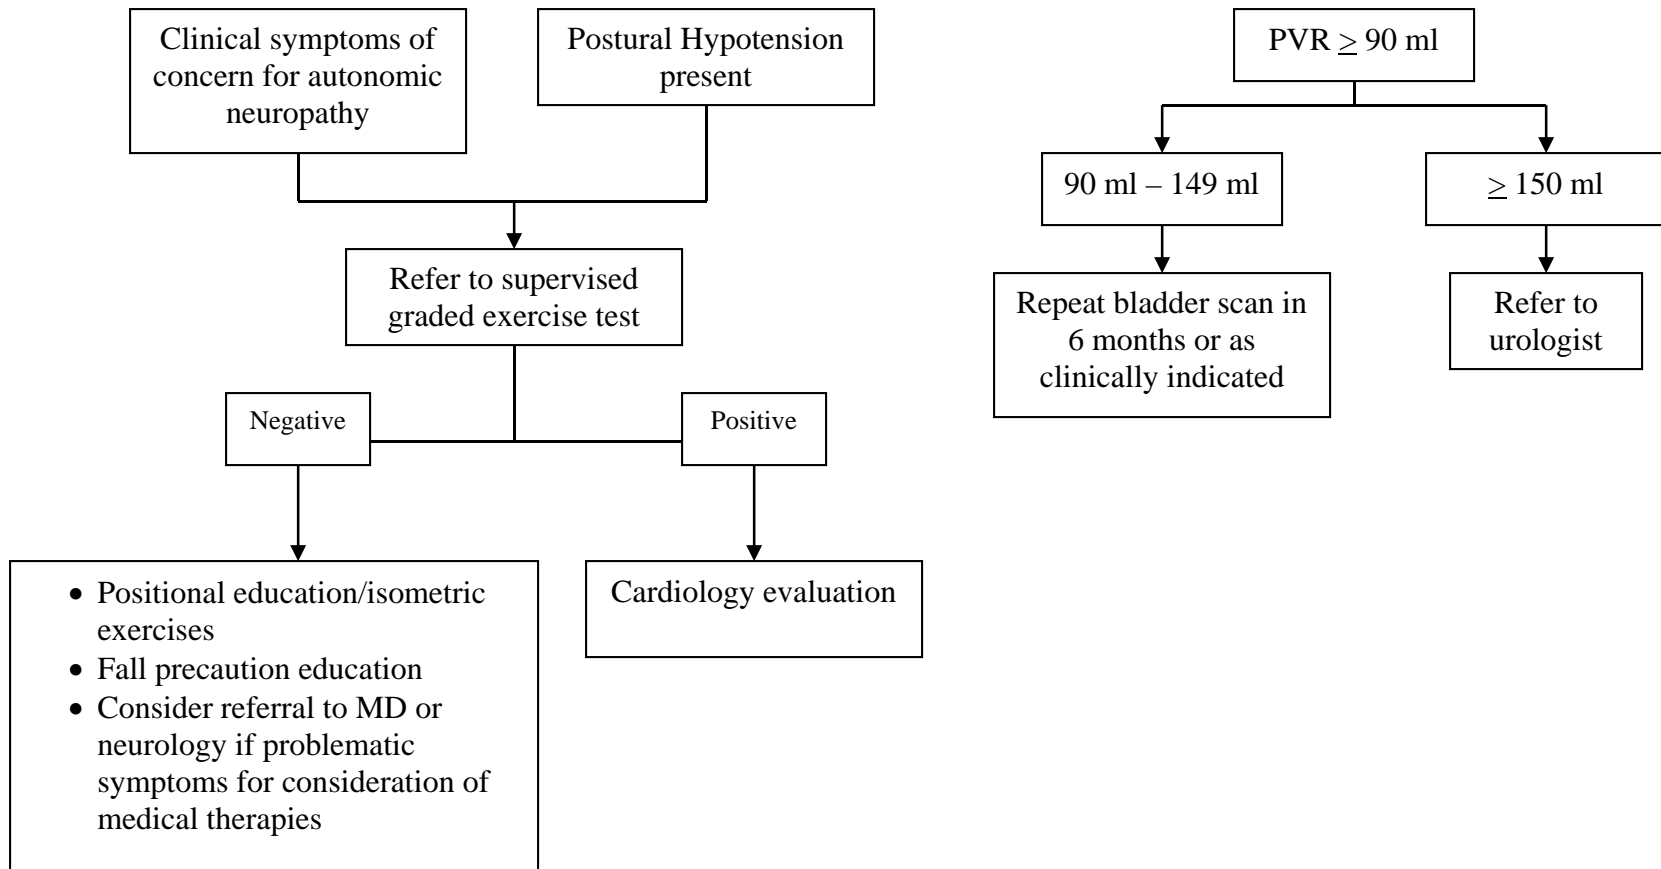 Clinical symptoms of
concern for autonomic
neuropathy
Postural Hypotension
present
Refer to supervised
graded exercise test
Negative
Positive
• Positional education/isometric
exercises
• Fall precaution education
• Consider referral to MD or
neurology if problematic
symptoms for consideration of
medical therapies
Cardiology evaluation
PVR ≥ 90 ml
90 ml – 149 ml
≥ 150 ml
Repeat bladder scan in
6 months or as
clinically indicated
Refer to
urologist